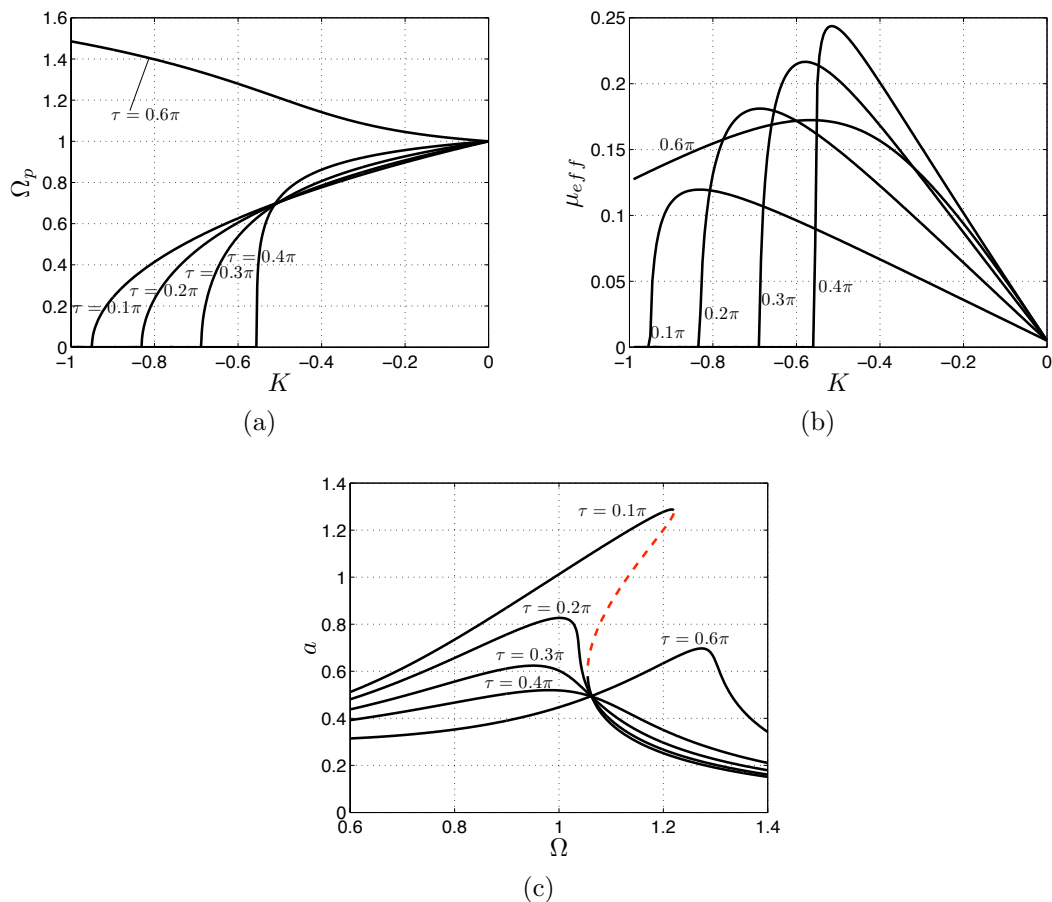 1.6
1.4
1.2
1
0.8
0.6
0.4
0.2
0
Ω_p
τ = 0.6π
τ = 0.4π
τ = 0.3π
τ = 0.2π
τ = 0.1π
−1 −0.8 −0.6 −0.4 −0.2 0
K
(a)
0.25
0.2
0.15
0.1
0.05
0
μ_{eff}
0.6π
0.1π
0.2π
0.3π
0.4π
−1 −0.8 −0.6 −0.4 −0.2 0
K
(b)
1.4
1.2
1
0.8
0.6
0.4
0.2
0
a
τ = 0.1π
τ = 0.2π
τ = 0.6π
τ = 0.3π
τ = 0.4π
0.6 0.8 1 1.2 1.4
Ω
(c)